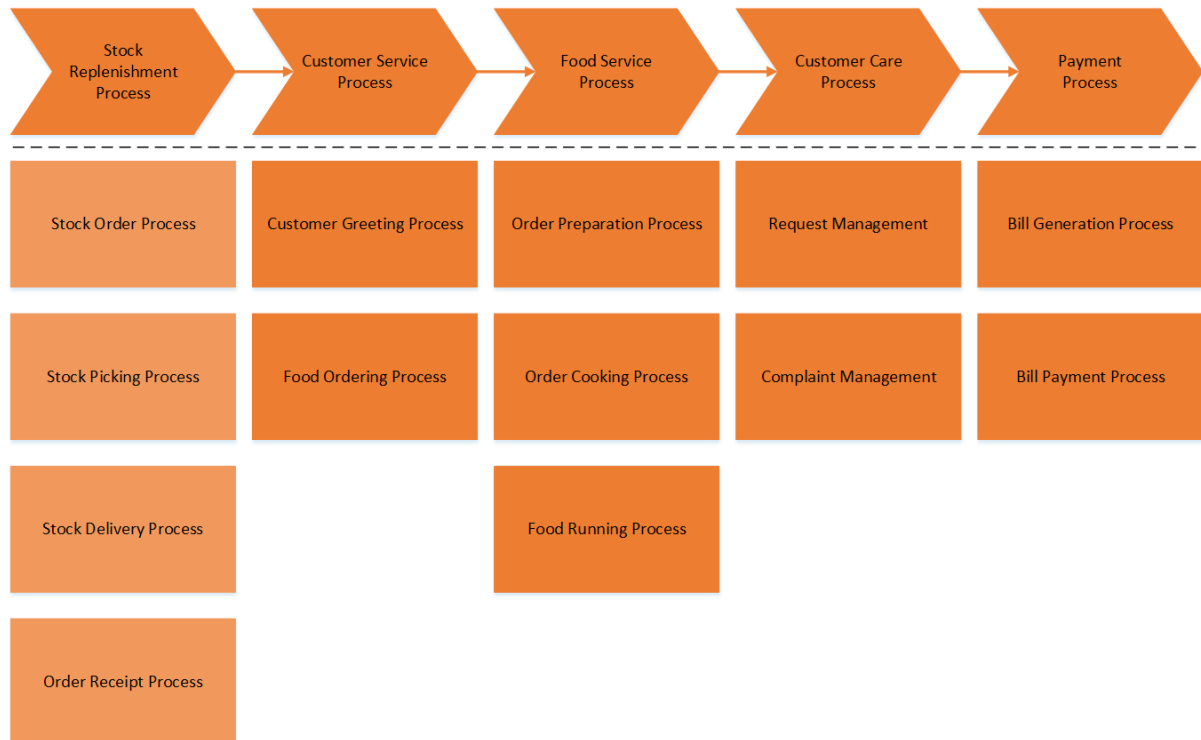 Stock
Replenishment
Process
Customer Service
Process
Food Service
Process
Customer Care
Process
Payment
Process
Stock Order Process
Customer Greeting Process
Order Preparation Process
Request Management
Bill Generation Process
Stock Picking Process
Food Ordering Process
Order Cooking Process
Complaint Management
Bill Payment Process
Stock Delivery Process
Food Running Process
Order Receipt Process